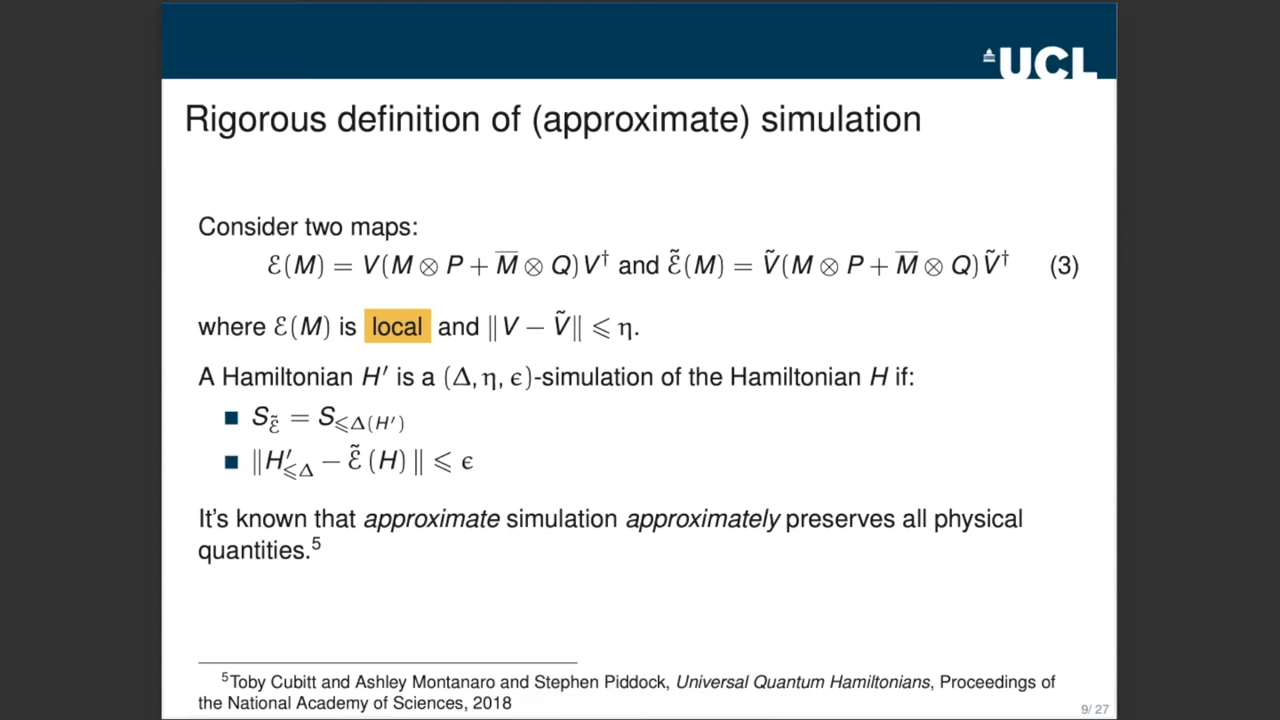 UCL
Rigorous definition of (approximate) simulation
Consider two maps:
ℰ(M) = V(M ⊗ P + M̅ ⊗ Q)V† and ℰ̃(M) = Ṽ(M ⊗ P + M̅ ⊗ Q)Ṽ† (3)
where ℰ(M) is local and ‖V − Ṽ‖ ⩽ η.
A Hamiltonian H′ is a (Δ, η, ϵ)-simulation of the Hamiltonian H if:
■ S_ℰ̃ = S_⩽Δ(H′)
■ ‖H′_⩽Δ − ℰ̃(H)‖ ⩽ ϵ
It's known that approximate simulation approximately preserves all physical
quantities.⁵
⁵Toby Cubitt and Ashley Montanaro and Stephen Piddock, Universal Quantum Hamiltonians, Proceedings of
the National Academy of Sciences, 2018
9/ 27